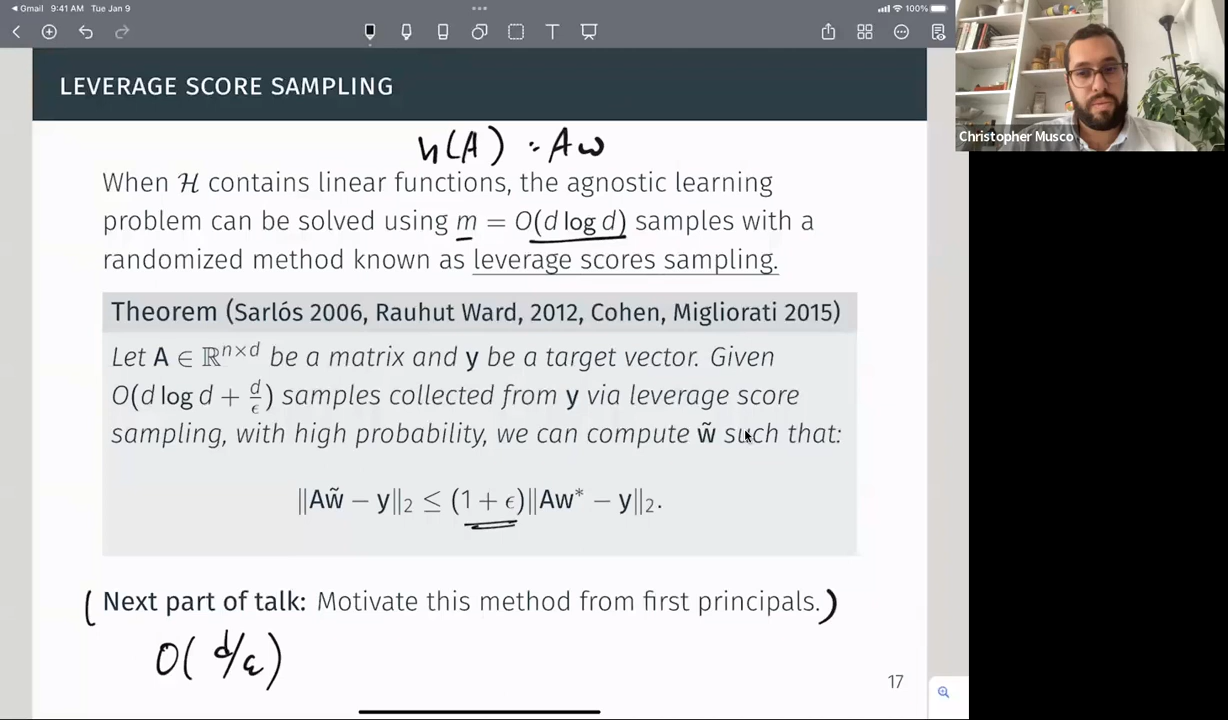 Gmail 9:41 AM Tue Jan 9
100%
LEVERAGE SCORE SAMPLING
Christopher Musco
h(A) = Aw
When ℋ contains linear functions, the agnostic learning
problem can be solved using m = O(d log d) samples with a
randomized method known as leverage scores sampling.
Theorem (Sarlós 2006, Rauhut Ward, 2012, Cohen, Migliorati 2015)
Let A ∈ ℝⁿˣᵈ be a matrix and y be a target vector. Given
O(d log d + d/ϵ) samples collected from y via leverage score
sampling, with high probability, we can compute w̃ such that:
‖Aw̃ − y‖₂ ≤ (1 + ϵ)‖Aw* − y‖₂.
(Next part of talk: Motivate this method from first principals.)
O(d/ε)
17